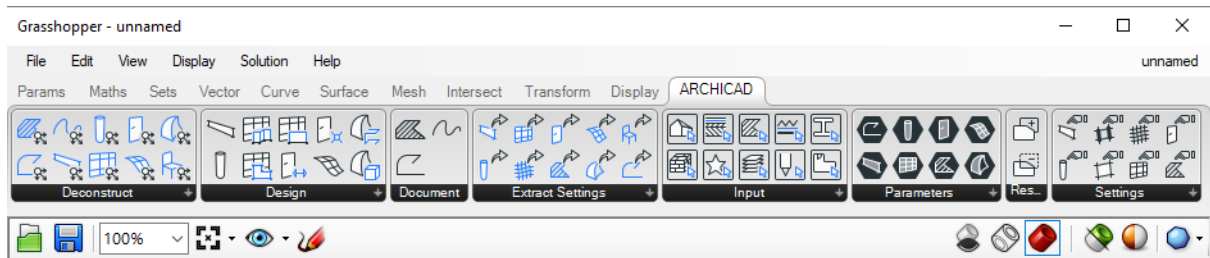 Grasshopper - unnamed
File Edit View Display Solution Help unnamed
Params Maths Sets Vector Curve Surface Mesh Intersect Transform Display ARCHICAD
Deconstruct Design Document Extract Settings Input Parameters Res... Settings
100%